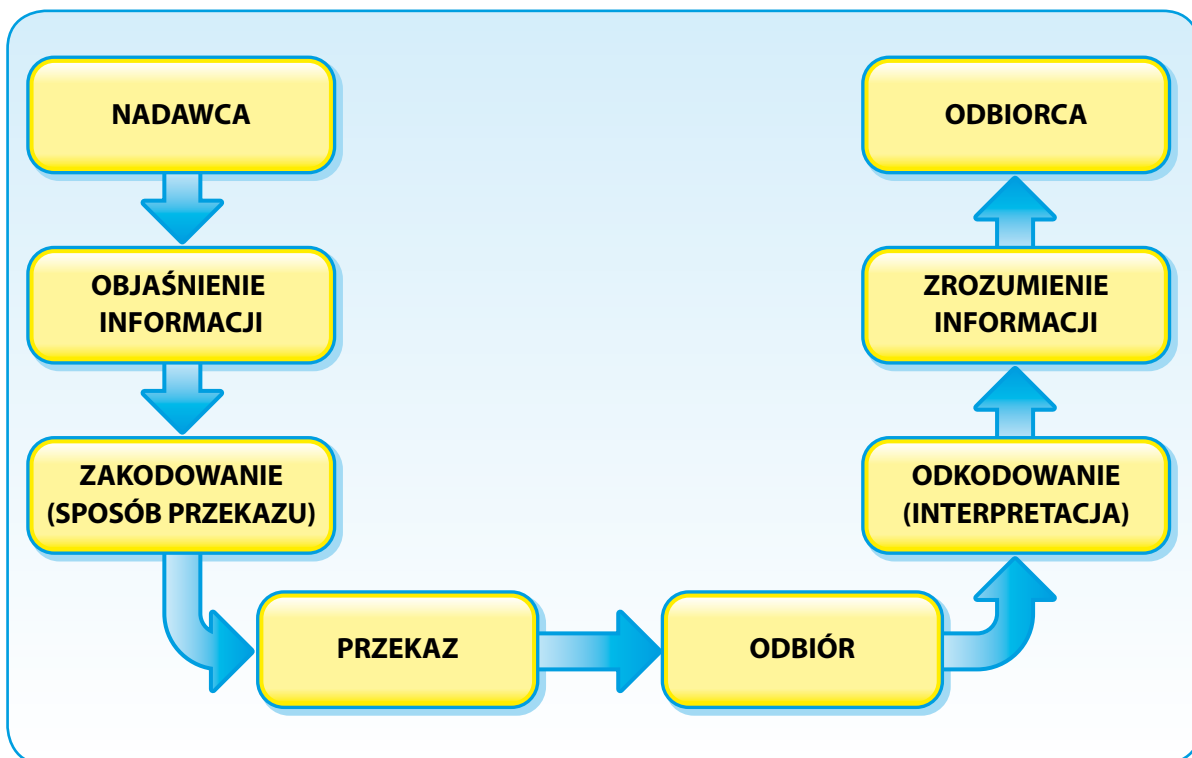 NADAWCA
OBJAŚNIENIE
INFORMACJI
ZAKODOWANIE
(SPOSÓB PRZEKAZU)
PRZEKAZ
ODBIÓR
ODKODOWANIE
(INTERPRETACJA)
ZROZUMIENIE
INFORMACJI
ODBIORCA